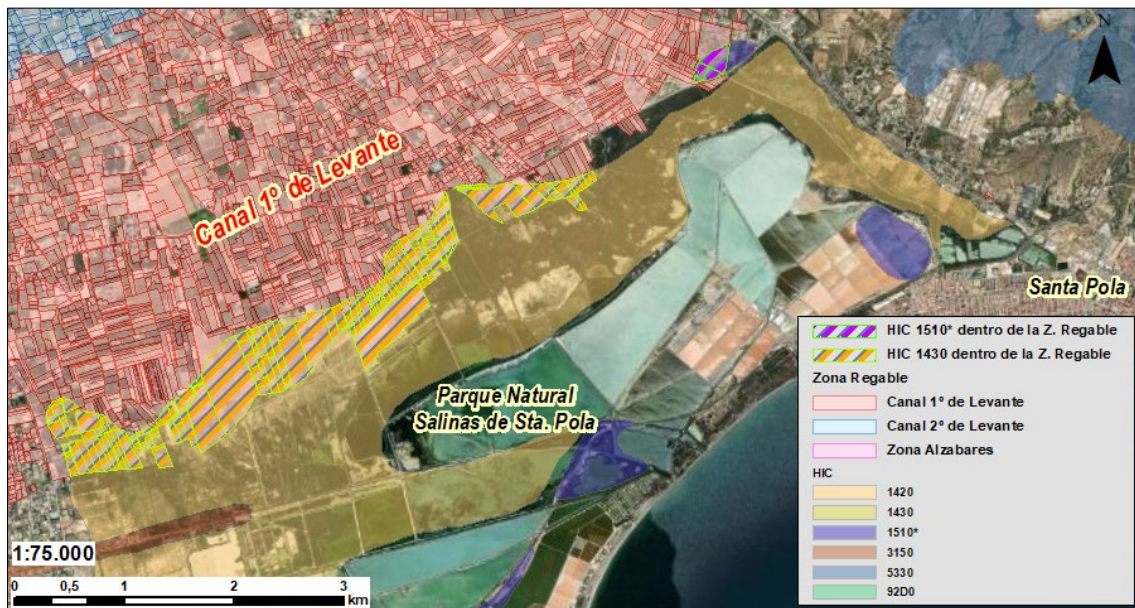 N
Canal 1º de Levante
Santa Pola
Parque Natural
Salinas de Sta. Pola
HIC 1510* dentro de la Z. Regable
HIC 1430 dentro de la Z. Regable
Zona Regable
Canal 1º de Levante
Canal 2º de Levante
Zona Alzabares
HIC
1420
1430
1510*
3150
5330
92D0
1:75.000
0 0,5 1 2 3
km